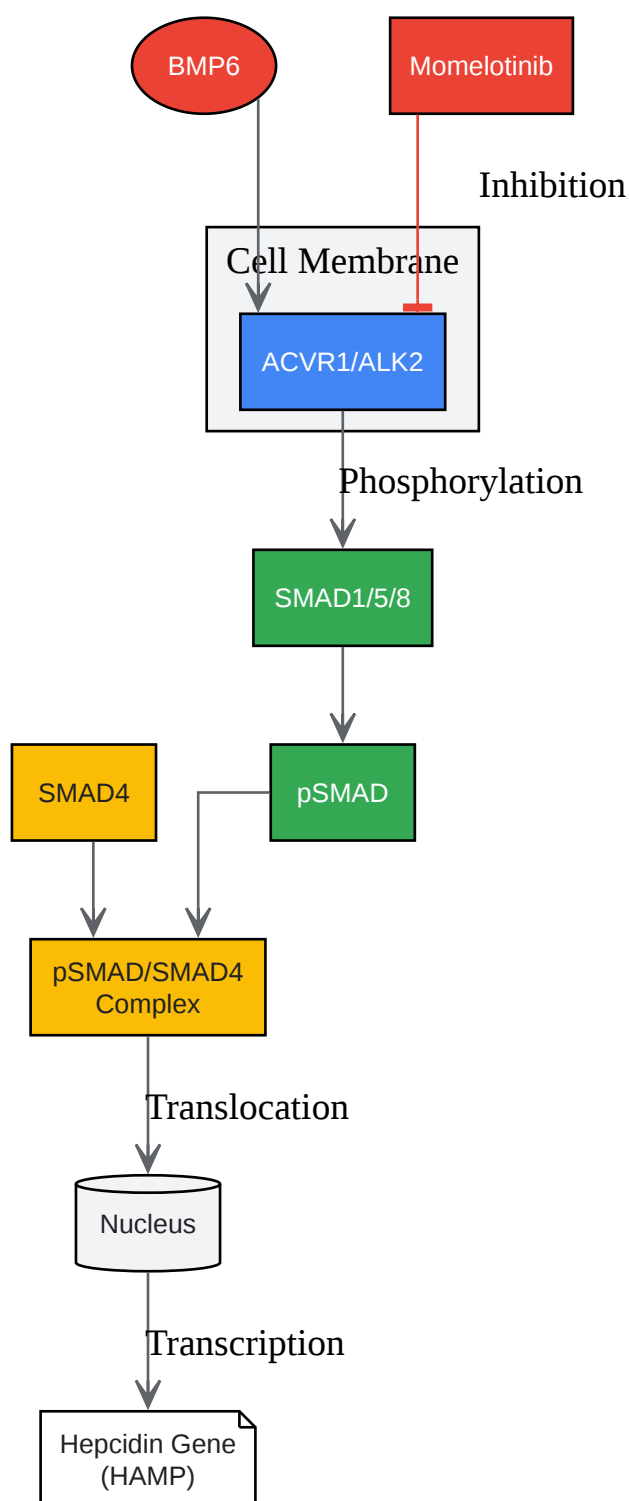 BMP6
Momelotinib
Inhibition
Cell Membrane
ACVR1/ALK2
Phosphorylation
SMAD1/5/8
SMAD4
pSMAD
pSMAD/SMAD4
Complex
Translocation
Nucleus
Transcription
Hepcidin Gene
(HAMP)